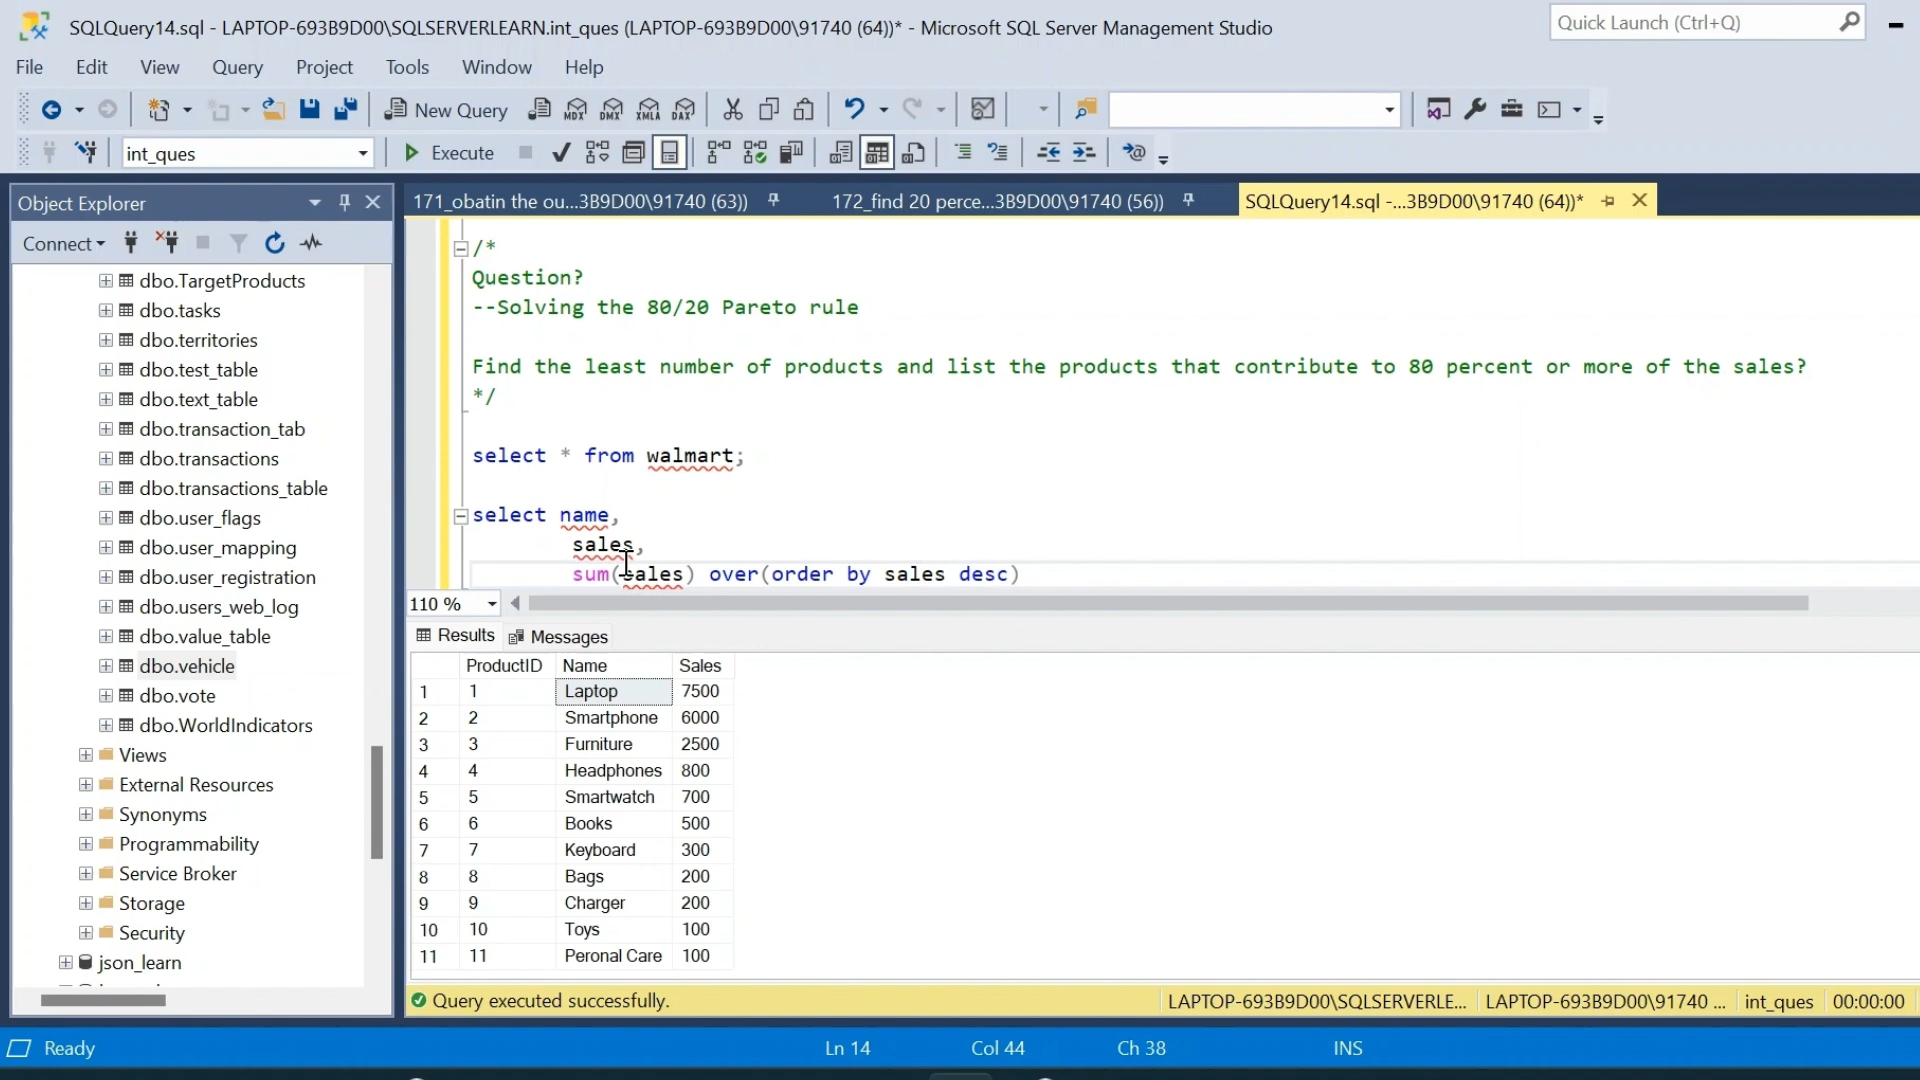 SQLQuery14.sql - LAPTOP-693B9D00\SQLSERVERLEARN.int_ques (LAPTOP-693B9D00\91740 (64))* - Microsoft SQL Server Management Studio
Quick Launch (Ctrl+Q)
File Edit View Query Project Tools Window Help
New Query MDX DMX XMLA DAX
int_ques Execute
Object Explorer
171_obatin the ou...3B9D00\91740 (63))
172_find 20 perce...3B9D00\91740 (56))
SQLQuery14.sql -...3B9D00\91740 (64))*
Connect
dbo.TargetProducts
dbo.tasks
dbo.territories
dbo.test_table
dbo.text_table
dbo.transaction_tab
dbo.transactions
dbo.transactions_table
dbo.user_flags
dbo.user_mapping
dbo.user_registration
dbo.users_web_log
dbo.value_table
dbo.vehicle
dbo.vote
dbo.WorldIndicators
Views
External Resources
Synonyms
Programmability
Service Broker
Storage
Security
json_learn
/*
Question?
--Solving the 80/20 Pareto rule
Find the least number of products and list the products that contribute to 80 percent or more of the sales?
*/
select * from walmart;
select name,
sales,
sum(sales) over(order by sales desc)
110 %
Results Messages
ProductID Name Sales
1 1 Laptop 7500
2 2 Smartphone 6000
3 3 Furniture 2500
4 4 Headphones 800
5 5 Smartwatch 700
6 6 Books 500
7 7 Keyboard 300
8 8 Bags 200
9 9 Charger 200
10 10 Toys 100
11 11 Peronal Care 100
Query executed successfully.
LAPTOP-693B9D00\SQLSERVERLE... LAPTOP-693B9D00\91740 ... int_ques 00:00:00
Ready Ln 14 Col 44 Ch 38 INS